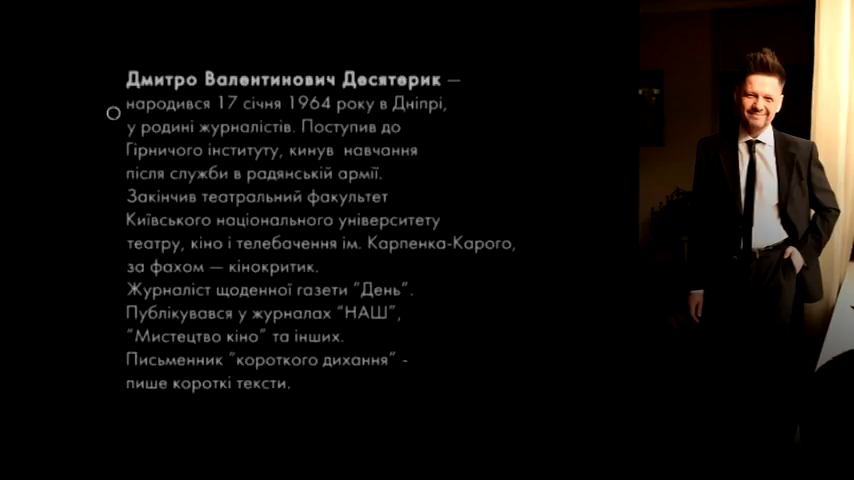 Дмитро Валентинович Десятерик —
народився 17 січня 1964 року в Дніпрі,
у родині журналістів. Поступив до
Гірничого інституту, кинув навчання
після служби в радянській армії.
Закінчив театральний факультет
Київського національного університету
театру, кіно і телебачення ім. Карпенка-Карого,
за фахом — кінокритик.
Журналіст щоденної газети "День".
Публікувався у журналах "НАШ",
"Мистецтво кіно" та інших.
Письменник "короткого дихання" -
пише короткі тексти.